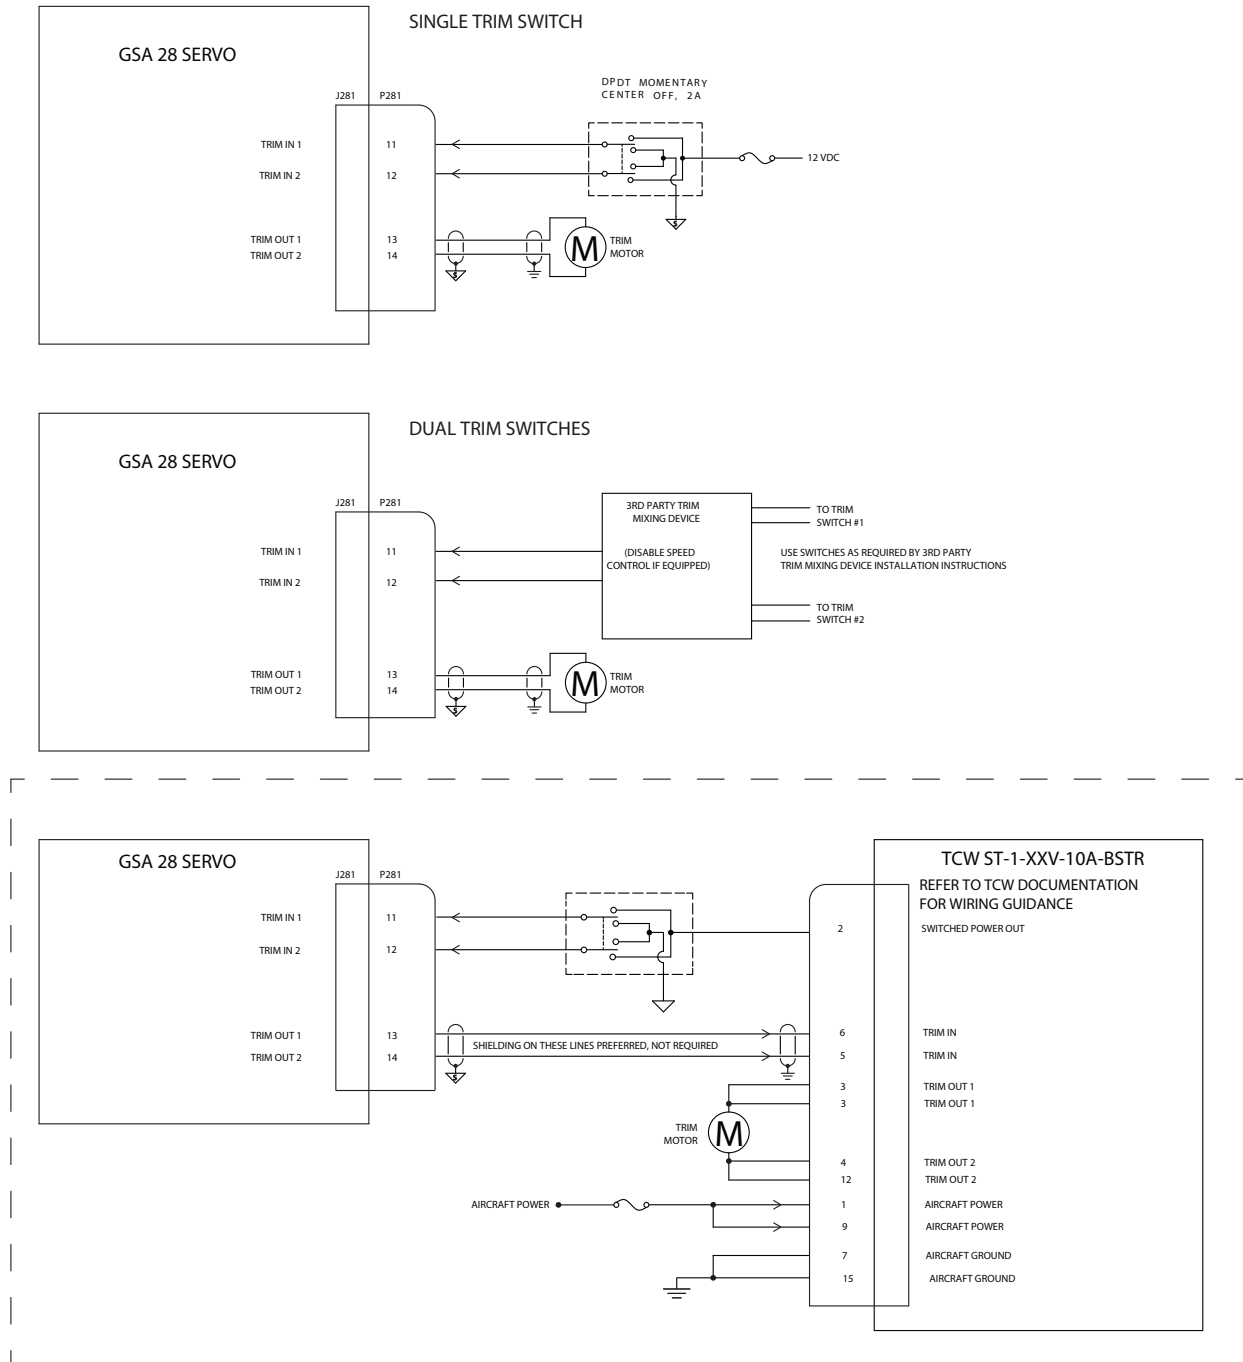 SINGLE TRIM SWITCH
GSA 28 SERVO
DPDT MOMENTARY
CENTER OFF, 2A
J281 P281
TRIM IN 1 11
12 VDC
TRIM IN 2 12
S
TRIM OUT 1 13
TRIM OUT 2 14
S
M
TRIM
MOTOR
DUAL TRIM SWITCHES
GSA 28 SERVO
J281 P281
3RD PARTY TRIM
MIXING DEVICE
TO TRIM
SWITCH #1
TRIM IN 1 11
(DISABLE SPEED
CONTROL IF EQUIPPED)
USE SWITCHES AS REQUIRED BY 3RD PARTY
TRIM MIXING DEVICE INSTALLATION INSTRUCTIONS
TRIM IN 2 12
TO TRIM
SWITCH #2
TRIM OUT 1 13
TRIM OUT 2 14
S
M
TRIM
MOTOR
GSA 28 SERVO
J281 P281
TCW ST-1-XXV-10A-BSTR
REFER TO TCW DOCUMENTATION
FOR WIRING GUIDANCE
TRIM IN 1 11
2 SWITCHED POWER OUT
TRIM IN 2 12
TRIM OUT 1 13
SHIELDING ON THESE LINES PREFERRED, NOT REQUIRED
TRIM OUT 2 14
S
6 TRIM IN
5 TRIM IN
3 TRIM OUT 1
3 TRIM OUT 1
TRIM
MOTOR
M
4 TRIM OUT 2
12 TRIM OUT 2
AIRCRAFT POWER
1 AIRCRAFT POWER
9 AIRCRAFT POWER
7 AIRCRAFT GROUND
15 AIRCRAFT GROUND